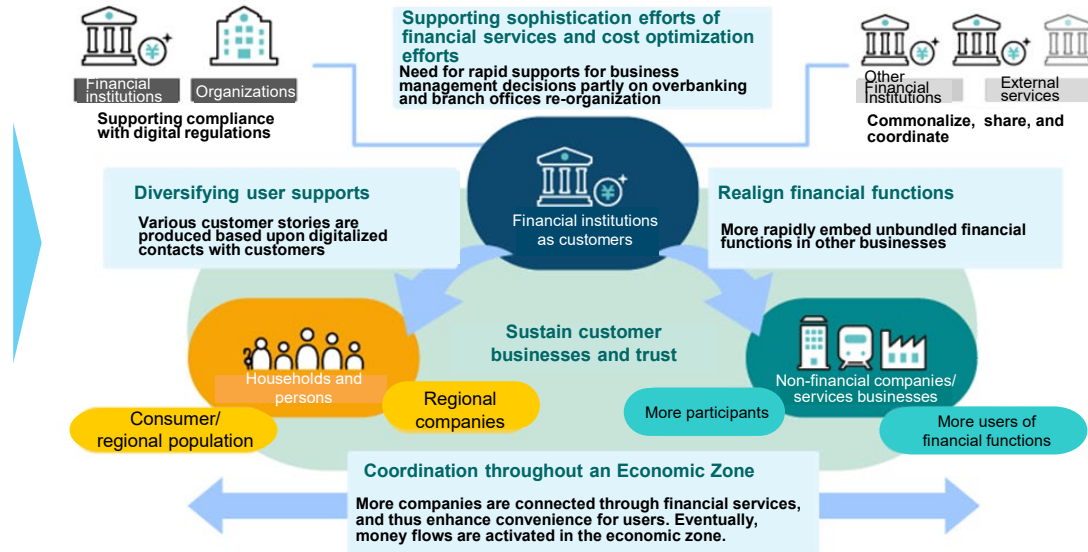 Supporting sophistication efforts of
financial services and cost optimization
efforts
Need for rapid supports for business
management decisions partly on overbanking
and branch offices re-organization
Financial
institutions
Organizations
Supporting compliance
with digital regulations
Other
Financial
Institutions
External
services
Commonalize, share, and
coordinate
Diversifying user supports
Various customer stories are
produced based upon digitalized
contacts with customers
Financial institutions
as customers
Realign financial functions
More rapidly embed unbundled financial
functions in other businesses
Sustain customer
businesses and trust
Households and
persons
Consumer/
regional population
Regional
companies
Non-financial companies/
services businesses
More participants
More users of
financial functions
Coordination throughout an Economic Zone
More companies are connected through financial services,
and thus enhance convenience for users. Eventually,
money flows are activated in the economic zone.